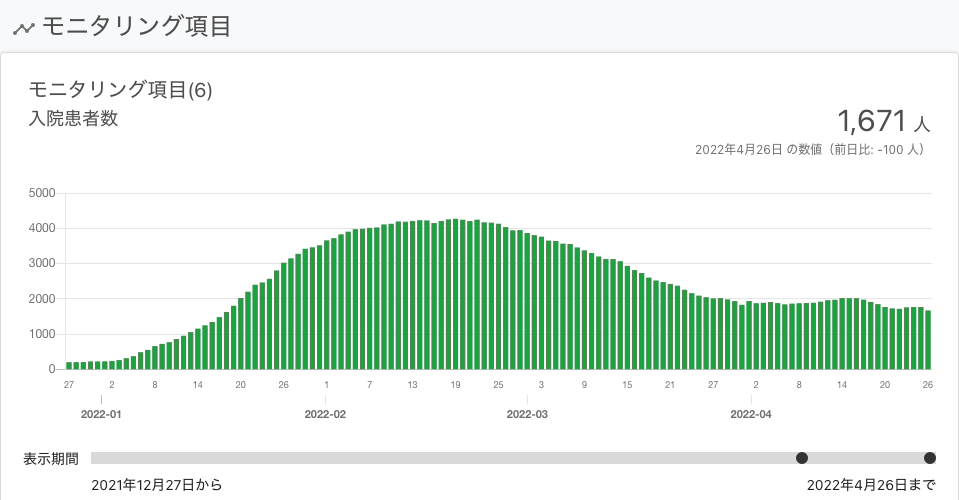 モニタリング項目
モニタリング項目(6)
入院患者数
1,671 人
2022年4月26日 の数値（前日比: -100 人）
5000
4000
3000
2000
1000
0
27 2 8 14 20 26 1 7 13 19 25 3 9 15 21 27 2 8 14 20 26
2022-01 2022-02 2022-03 2022-04
表示期間
2021年12月27日から 2022年4月26日まで